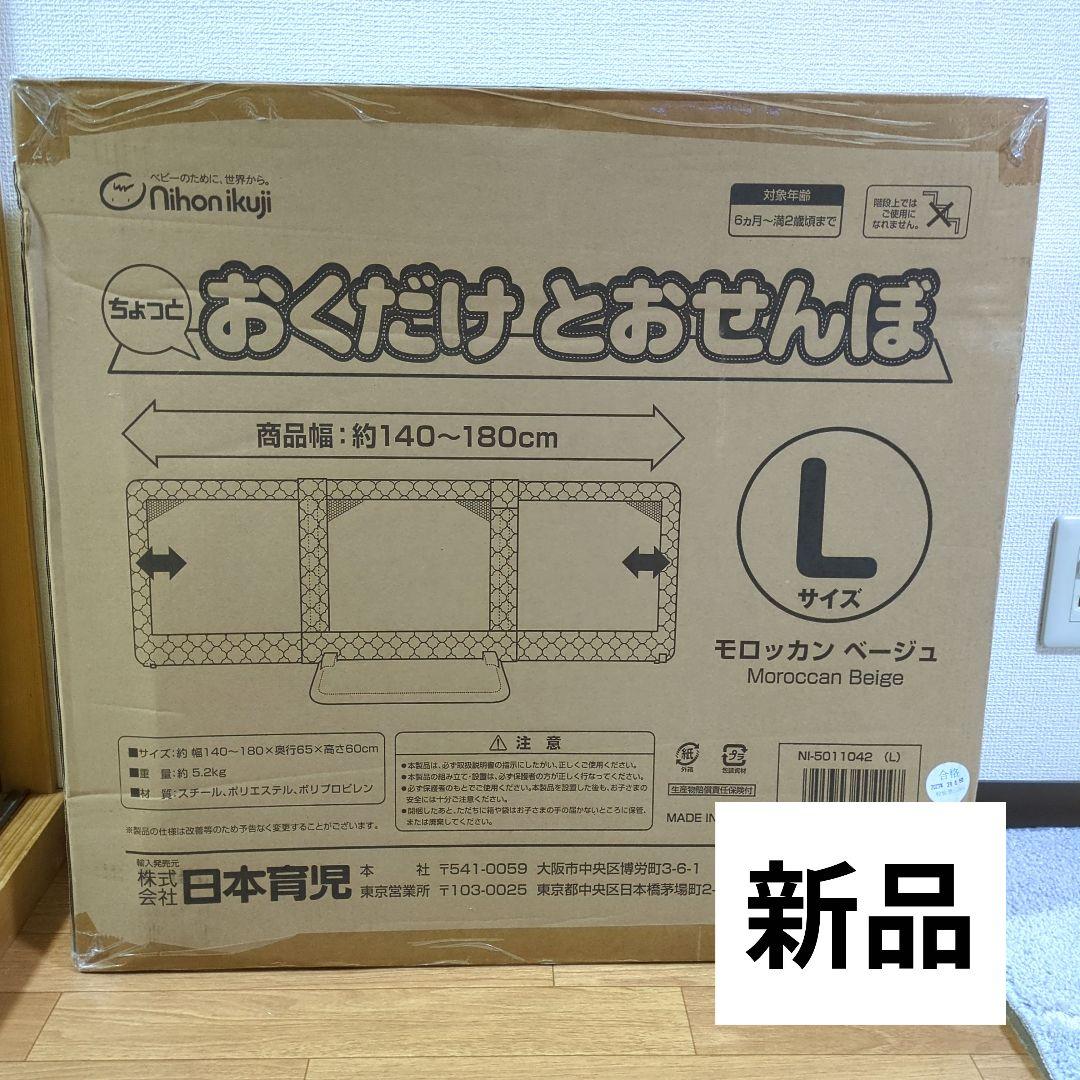 ベビーのために、世界から。
Nihon ikuji
対象年齢
6ヵ月～満2歳頃まで
階段上では
ご使用に
なれません。
ちょっと
おくだけ とおせんぼ
商品幅：約140～180cm
L
サイズ
モロッカン ベージュ
Moroccan Beige
■サイズ：約 幅140～180×奥行65×高さ60cm
■重 量：約 5.2kg
■材 質：スチール、ポリエステル、ポリプロピレン
※製品の仕様は改善等のため予告なく変更することがございます。
注 意
●本製品は、必ず取扱説明書の指示にしたがい、正しくご使用ください。
●本製品の組み立て・設置は、必ず保護者の方が正しく行なってください。
●必ず保護者のもとでご使用ください。本製品を設置した後も、お子さまの
安全には十分ご注意ください。
●開梱したあと、ただちに箱や袋はお子さまの手の届かないところに保管、
または廃棄してください。
紙
外箱
プラ
包装資材
生産物賠償責任保険付
MADE IN
NI-5011042 (L)
合格
輸入発売元
株式会社 日本育児
本 社 〒541-0059 大阪市中央区博労町3-6-1
東京営業所 〒103-0025 東京都中央区日本橋茅場町2-
新品